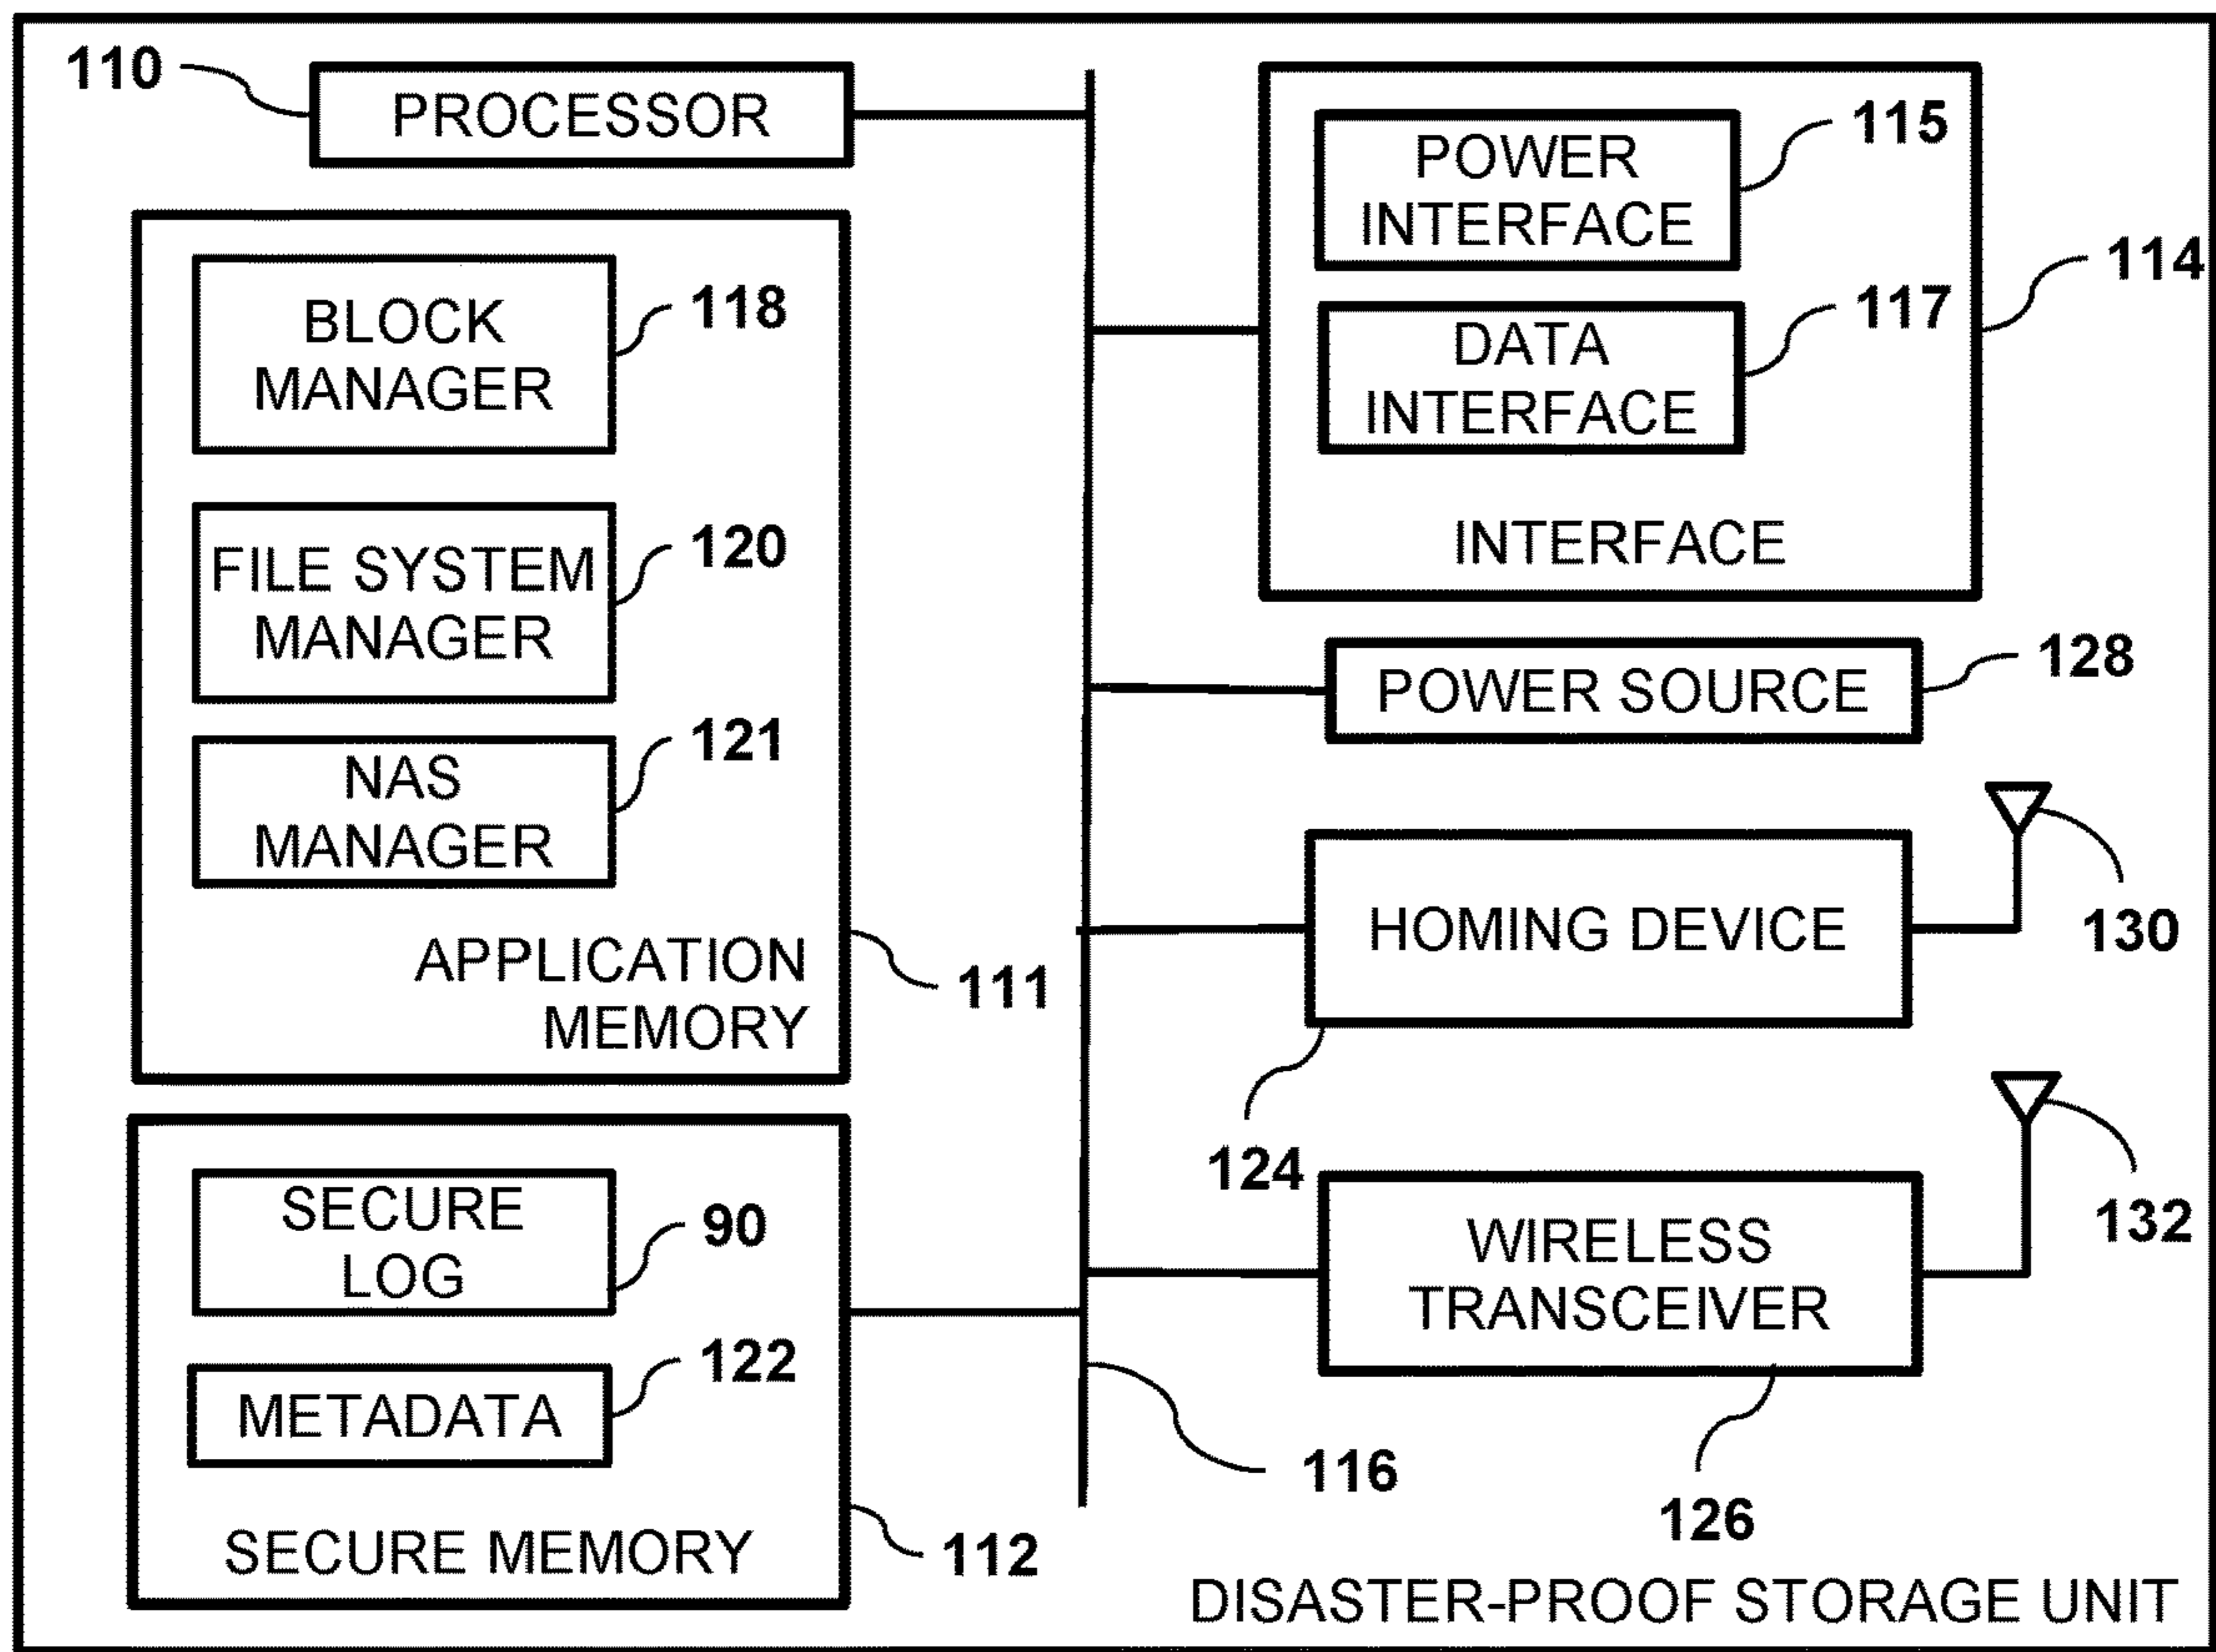 110
PROCESSOR
BLOCK
MANAGER
118
FILE SYSTEM
MANAGER
120
NAS
MANAGER
121
APPLICATION
MEMORY
111
SECURE
LOG
90
METADATA
122
SECURE MEMORY
112
POWER
INTERFACE
115
DATA
INTERFACE
117
INTERFACE
114
POWER SOURCE
128
HOMING DEVICE
130
124
WIRELESS
TRANSCEIVER
132
126
116
DISASTER-PROOF STORAGE UNIT